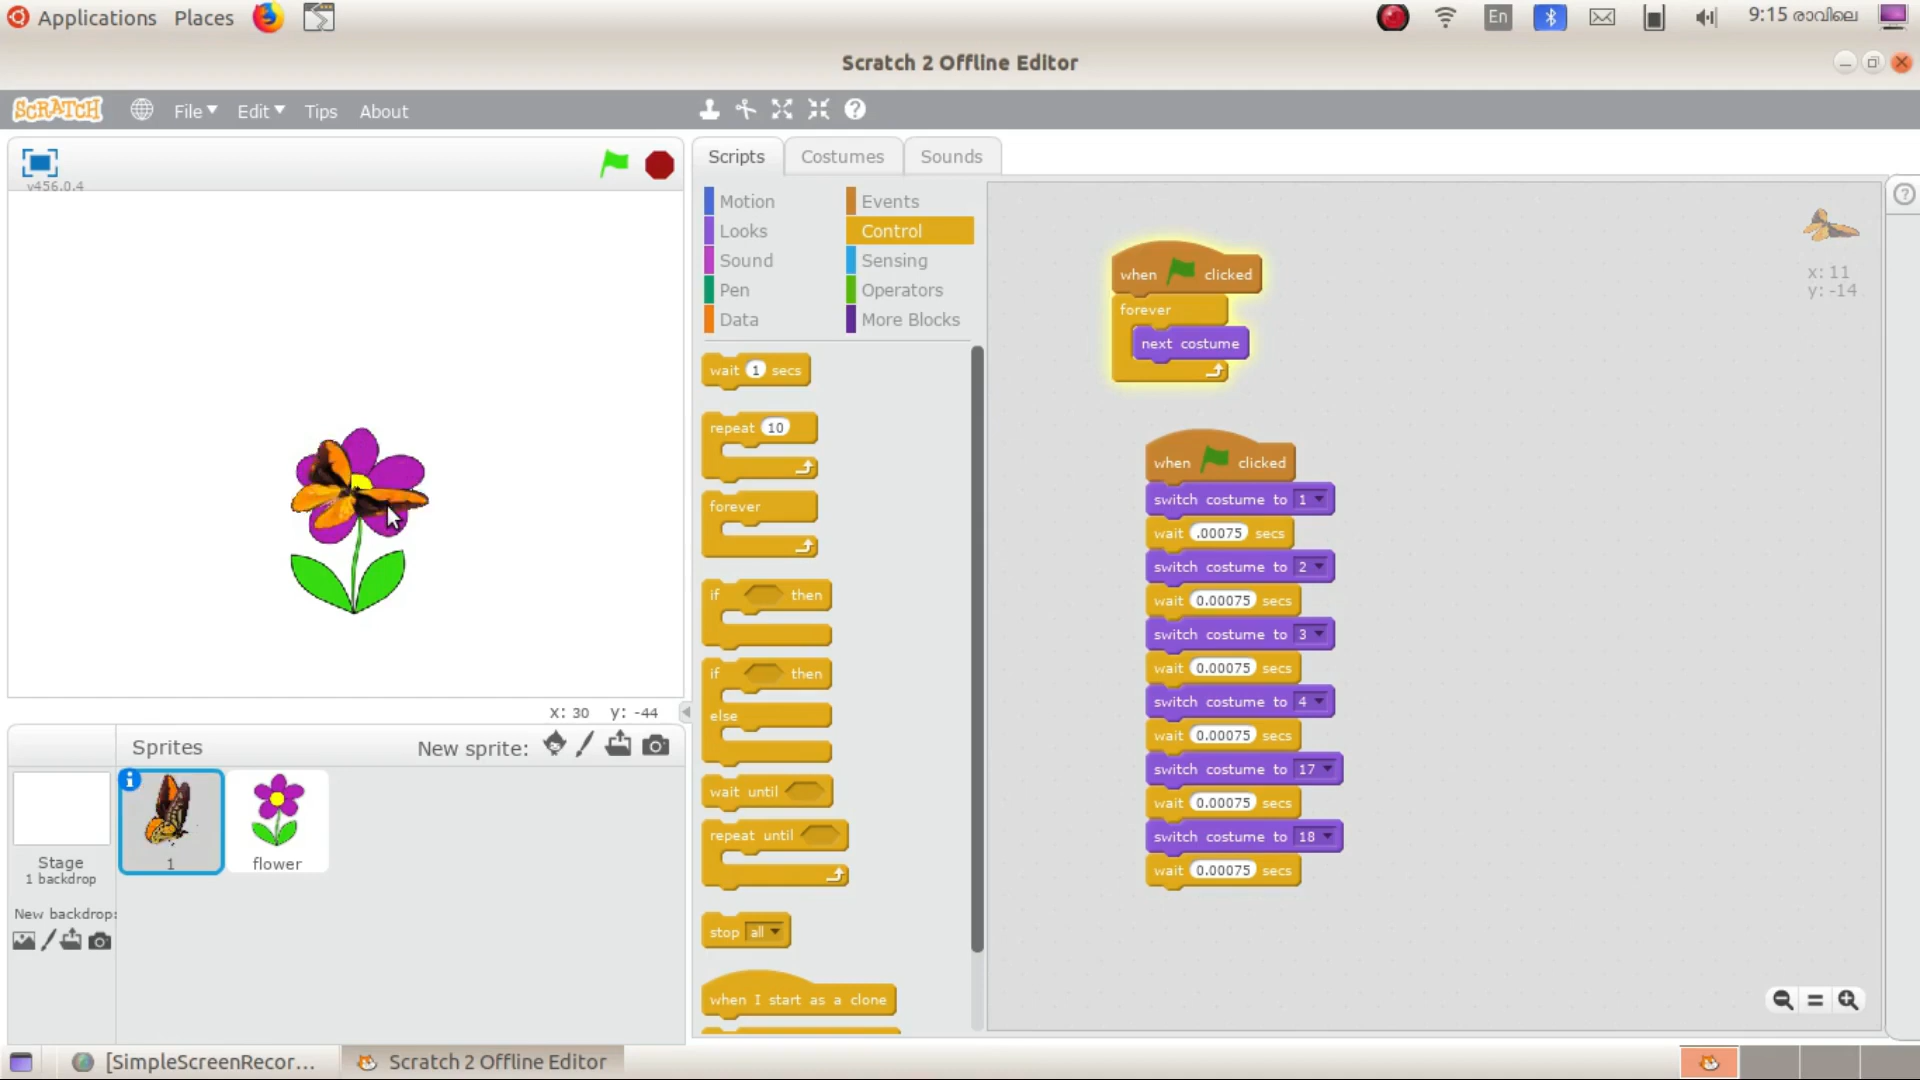 Applications Places En 9:15 രാവിലെ
Scratch 2 Offline Editor
SCRATCH File Edit Tips About
v456.0.4
Scripts Costumes Sounds
Motion Events
Looks Control
Sound Sensing
Pen Operators
Data More Blocks
wait 1 secs
repeat 10
forever
if then
if then
else
wait until
repeat until
stop all
when I start as a clone
when clicked
forever
next costume
when clicked
switch costume to 1
wait .00075 secs
switch costume to 2
wait 0.00075 secs
switch costume to 3
wait 0.00075 secs
switch costume to 4
wait 0.00075 secs
switch costume to 17
wait 0.00075 secs
switch costume to 18
wait 0.00075 secs
x: 11
y: -14
x: 30 y: -44
Sprites New sprite:
Stage
1 backdrop
1
flower
New backdrop:
[SimpleScreenRecor... Scratch 2 Offline Editor